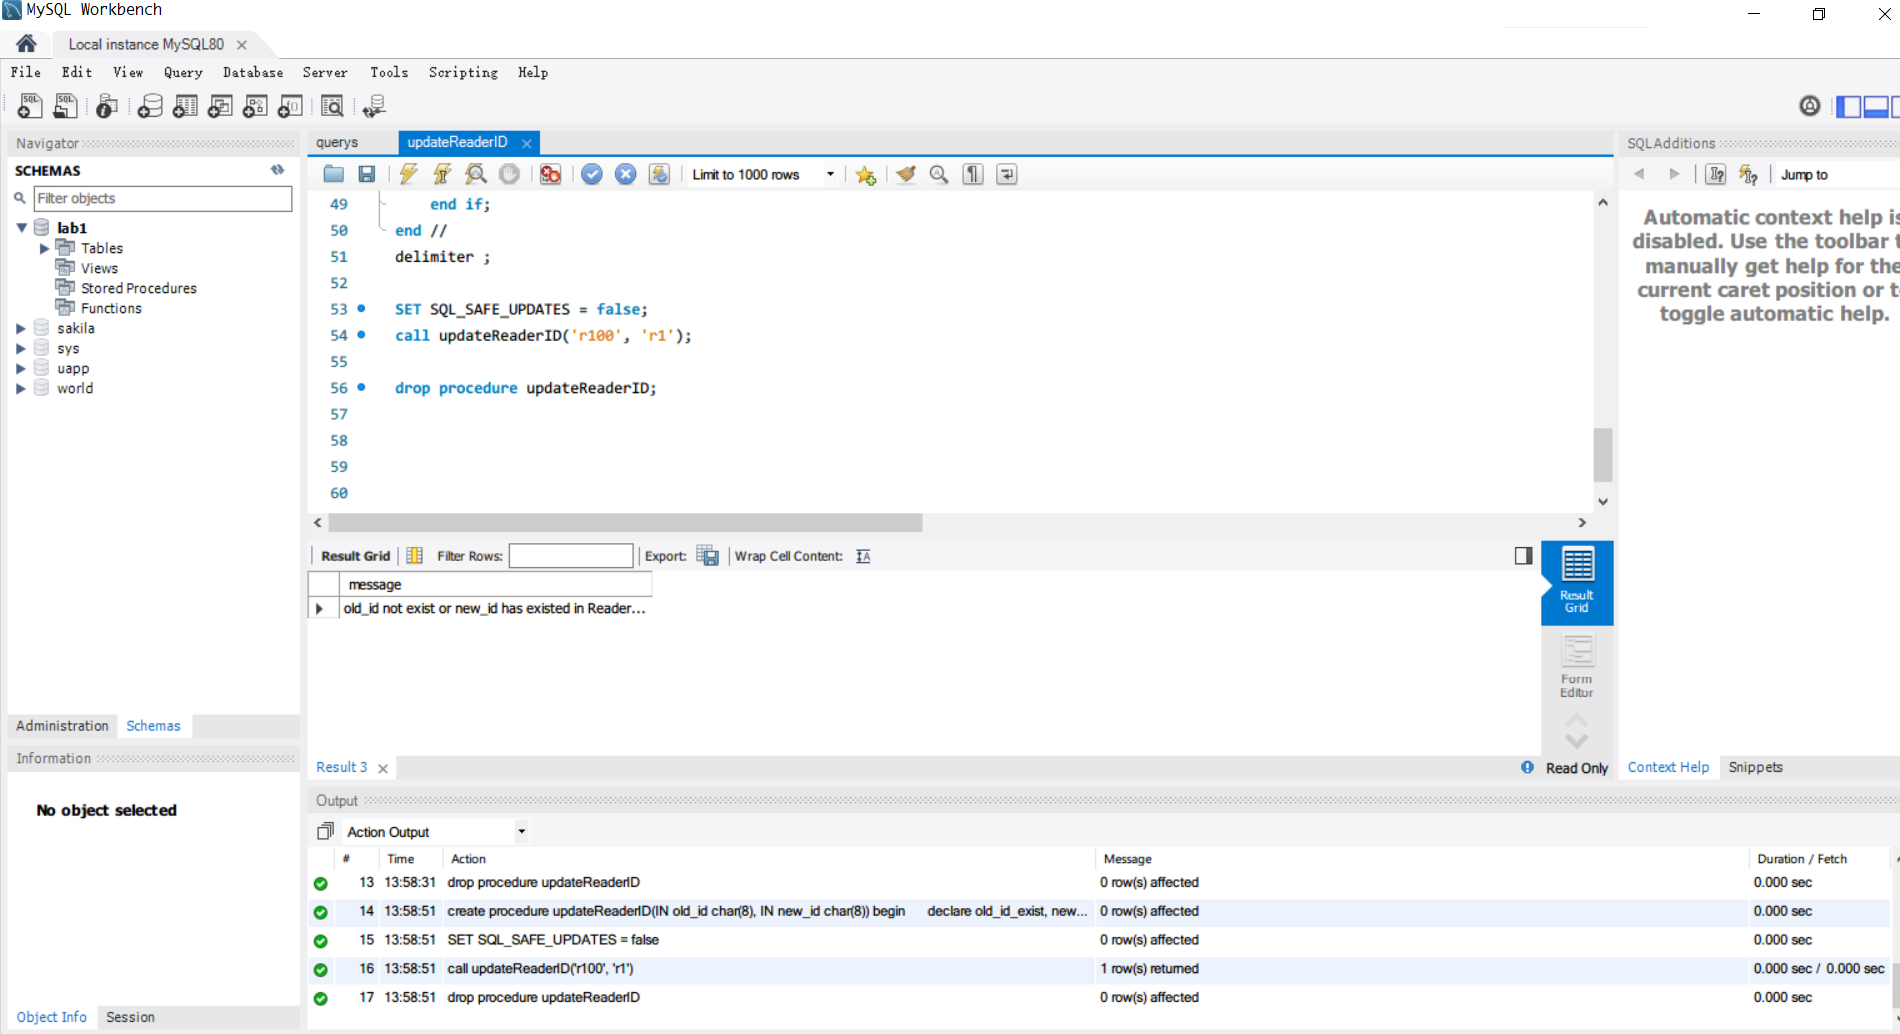 MySQL Workbench
Local instance MySQL80
File Edit View Query Database Server Tools Scripting Help
Navigator
SCHEMAS
Filter objects
lab1
Tables
Views
Stored Procedures
Functions
sakila
sys
uapp
world
Administration Schemas
Information
No object selected
Object Info Session
querys updateReaderID
Limit to 1000 rows
49 end if;
50 end //
51 delimiter ;
52
53 SET SQL_SAFE_UPDATES = false;
54 call updateReaderID('r100', 'r1');
55
56 drop procedure updateReaderID;
57
58
59
60
Result Grid Filter Rows: Export: Wrap Cell Content:
message
old_id not exist or new_id has existed in Reader...
Result Grid
Form Editor
Result 3
Read Only
SQLAdditions
Jump to
Automatic context help is
disabled. Use the toolbar t
manually get help for the
current caret position or t
toggle automatic help.
Context Help Snippets
Output
Action Output
# Time Action Message Duration / Fetch
13 13:58:31 drop procedure updateReaderID 0 row(s) affected 0.000 sec
14 13:58:51 create procedure updateReaderID(IN old_id char(8), IN new_id char(8)) begin declare old_id_exist, new... 0 row(s) affected 0.000 sec
15 13:58:51 SET SQL_SAFE_UPDATES = false 0 row(s) affected 0.000 sec
16 13:58:51 call updateReaderID('r100', 'r1') 1 row(s) returned 0.000 sec / 0.000 sec
17 13:58:51 drop procedure updateReaderID 0 row(s) affected 0.000 sec